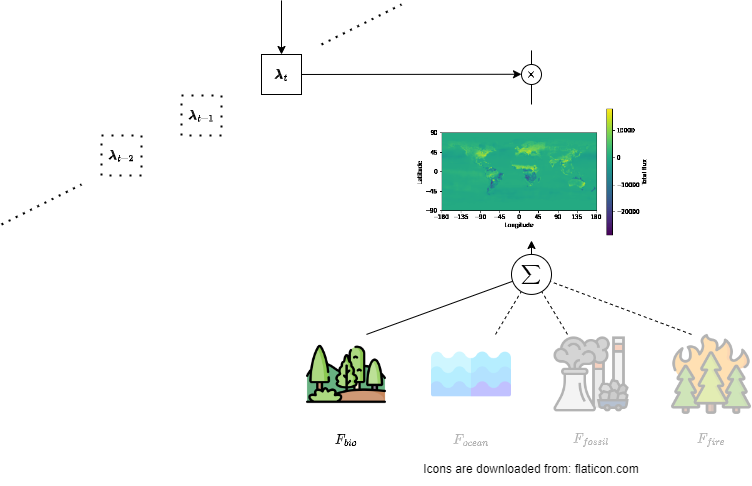 λt
×
λt−1
λt−2
90
45
0
−45
−90
Latitude
−180 −135 −90 −45 0 45 90 135 180
Longitude
10000
0
−10000
−20000
Total flux
∑
Fbio Focean Ffossil Ffire
Icons are downloaded from: flaticon.com